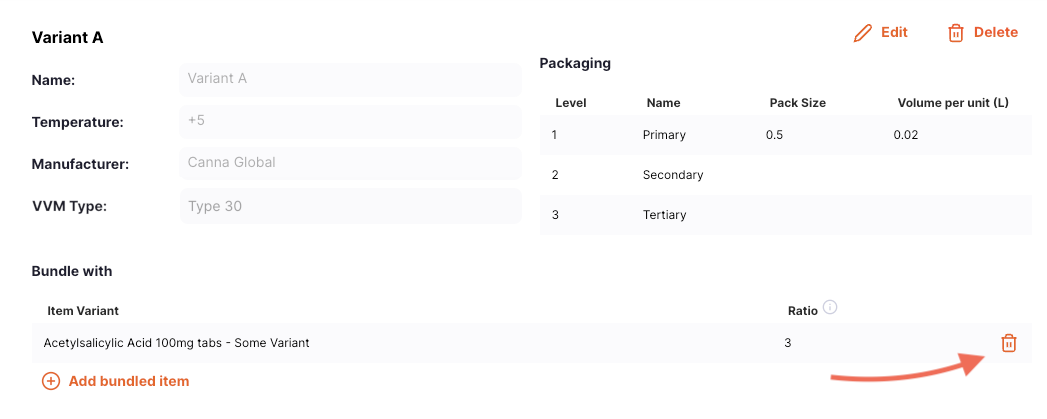 Variant A
Edit
Delete
Name:
Variant A
Temperature:
+5
Manufacturer:
Canna Global
VVM Type:
Type 30
Packaging
Level Name Pack Size Volume per unit (L)
1 Primary 0.5 0.02
2 Secondary
3 Tertiary
Bundle with
Item Variant Ratio
Acetylsalicylic Acid 100mg tabs - Some Variant 3
Add bundled item